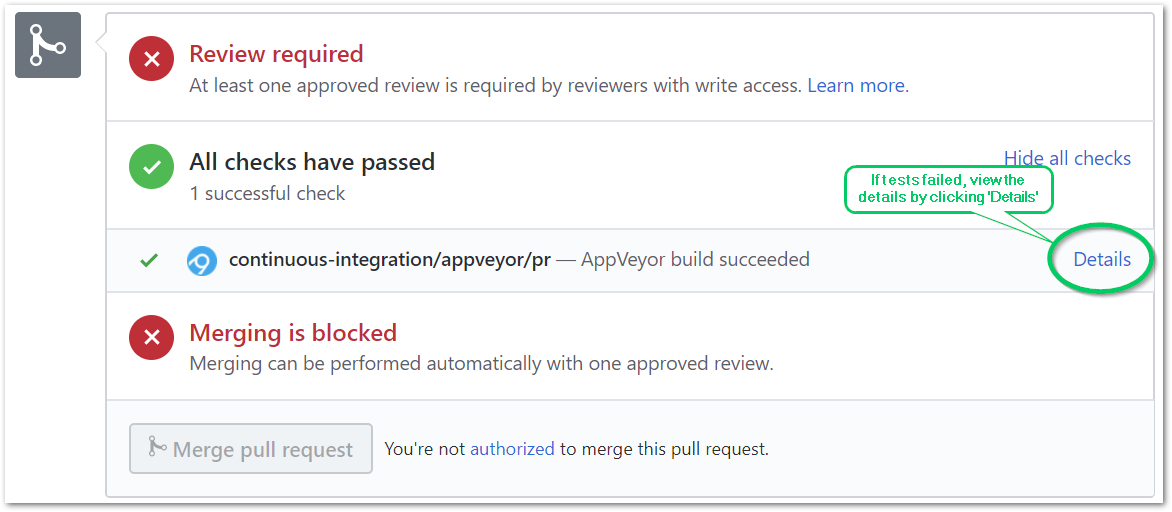 Review required
At least one approved review is required by reviewers with write access. Learn more.
All checks have passed
Hide all checks
1 successful check
If tests failed, view the
details by clicking 'Details'
continuous-integration/appveyor/pr — AppVeyor build succeeded
Details
Merging is blocked
Merging can be performed automatically with one approved review.
Merge pull request
You're not authorized to merge this pull request.